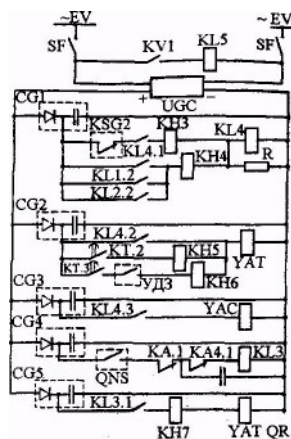 ~EV ~EV
SF KV1 KL5 SF
+ - UGC
CG1
KSG2 KH3 KL4
KL4.1
KL1.2 KH4 R
KL2.2
CG2
KL4.2
KT.2 KH5 YAT
KT.3 УДЗ KH6
CG3
KL4.3 YAC
CG4
KA.1 KA4.1 KL3
QNS
CG5
KL3.1
KH7 YAT QR